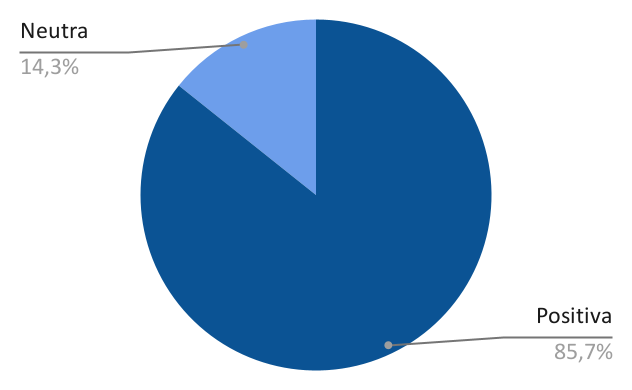 Neutra
14,3%
Positiva
85,7%